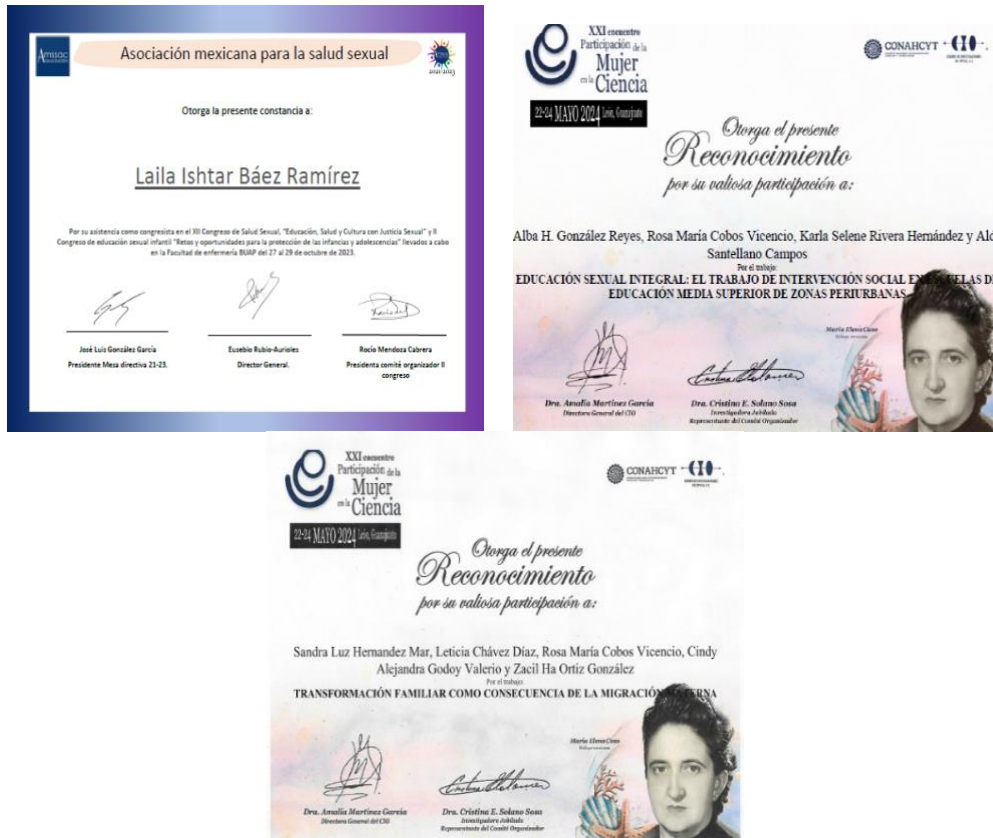 Amssac
Asociación mexicana para la salud sexual
2021/2023
Otorga la presente constancia a:
Laila Ishtar Báez Ramírez
Por su asistencia como congresista en el XII Congreso de Salud Sexual, "Educación, Salud y Cultura con Justicia Sexual" y II
Congreso de educación sexual infantil "Retos y oportunidades para la protección de las infancias y adolescencias" llevados a cabo
en la Facultad de enfermería BUAP del 27 al 29 de octubre de 2023.
José Luis González García
Presidente Mesa directiva 21-23.
Eusebio Rubio-Aurioles
Director General.
Rocío Mendoza Cabrera
Presidenta comité organizador II
congreso
XXI encuentro
Participación de la
Mujer
en la Ciencia
22-24 MAYO 2024 León, Guanajuato
CONAHCYT
CIO
Otorga el presente
Reconocimiento
por su valiosa participación a:
Alba H. González Reyes, Rosa María Cobos Vicencio, Karla Selene Rivera Hernández y
Santellano Campos
Por el trabajo:
EDUCACIÓN SEXUAL INTEGRAL: EL TRABAJO DE INTERVENCIÓN SOCIAL EN
EDUCACIÓN MEDIA SUPERIOR DE ZONAS PERIURBANAS
Dra. Amalia Martínez García
Directora General del CIO
Dra. Cristina E. Solano Sosa
Investigadora Jubilada
Representante del Comité Organizador
XXI encuentro
Participación de la
Mujer
en la Ciencia
22-24 MAYO 2024 León, Guanajuato
CONAHCYT
CIO
Otorga el presente
Reconocimiento
por su valiosa participación a:
Sandra Luz Hernandez Mar, Leticia Chávez Díaz, Rosa María Cobos Vicencio, Cindy
Alejandra Godoy Valerio y Zacil Ha Ortiz González
Por el trabajo:
TRANSFORMACIÓN FAMILIAR COMO CONSECUENCIA DE LA MIGRACIÓN MATERNA
Dra. Amalia Martínez García
Directora General del CIO
Dra. Cristina E. Solano Sosa
Investigadora Jubilada
Representante del Comité Organizador